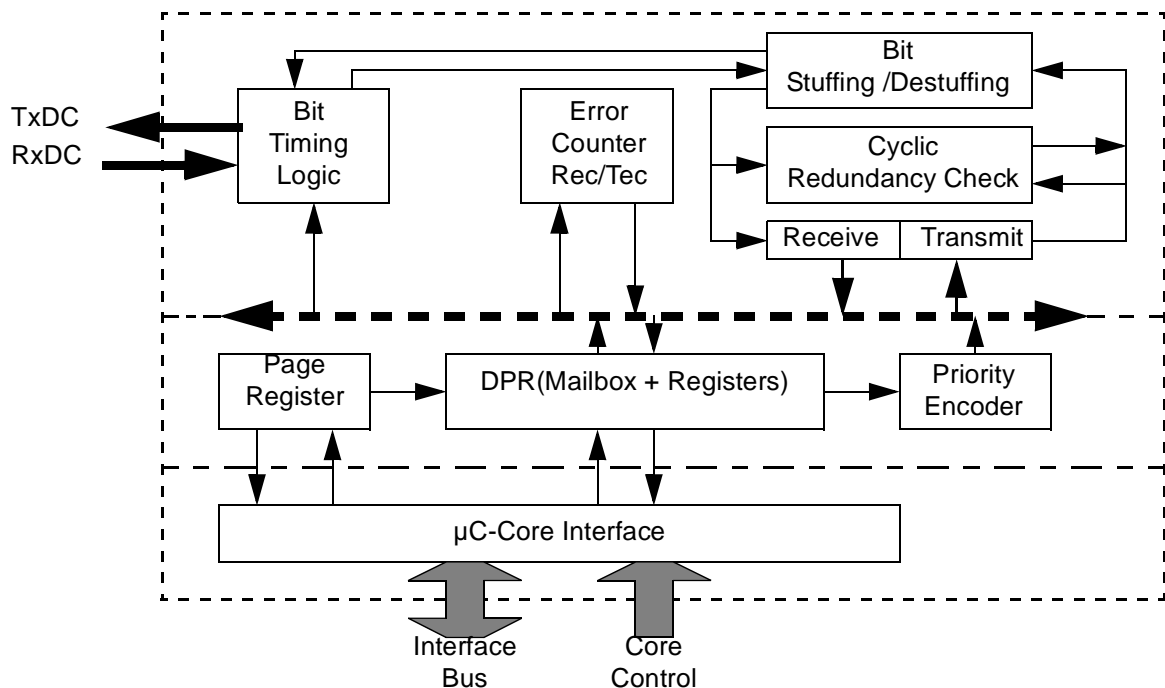 TxDC
RxDC
Bit
Timing
Logic
Error
Counter
Rec/Tec
Bit
Stuffing /Destuffing
Cyclic
Redundancy Check
Receive
Transmit
Page
Register
DPR(Mailbox + Registers)
Priority
Encoder
µC-Core Interface
Interface
Bus
Core
Control